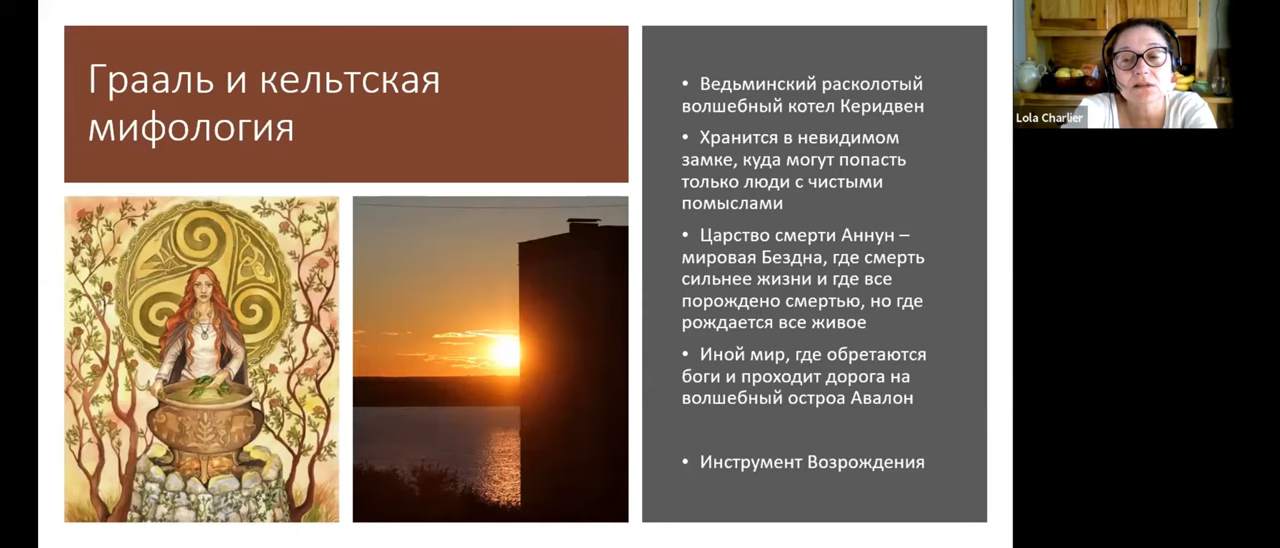 Грааль и кельтская
мифология
• Ведьминский расколотый
волшебный котел Керидвен
• Хранится в невидимом
замке, куда могут попасть
только люди с чистыми
помыслами
• Царство смерти Аннун –
мировая Бездна, где смерть
сильнее жизни и где все
порождено смертью, но где
рождается все живое
• Иной мир, где обретаются
боги и проходит дорога на
волшебный остроа Авалон
• Инструмент Возрождения
Lola Charlier